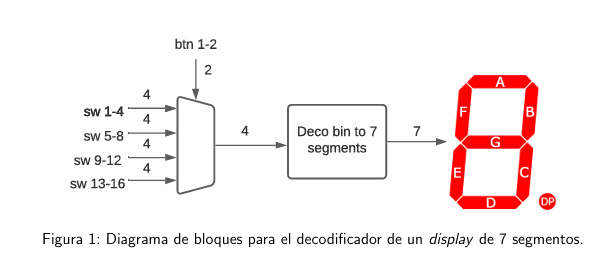 btn 1-2
2
4
sw 1-4
4
sw 5-8
4
sw 9-12
4
sw 13-16
4
Deco bin to 7
segments
7
A
F
B
G
E
C
D
DP
Figura 1: Diagrama de bloques para el decodificador de un display de 7 segmentos.